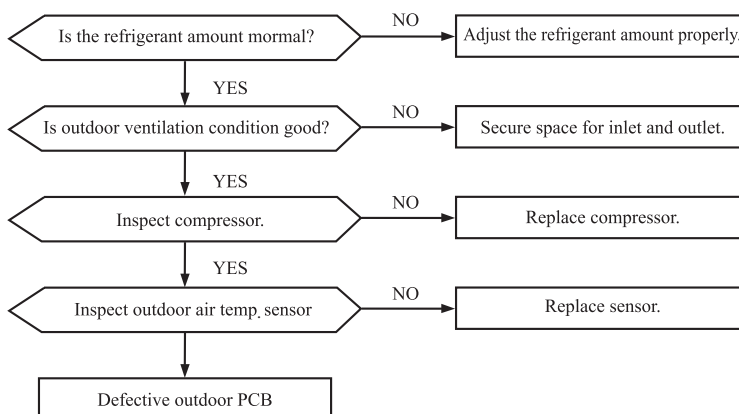 Is the refrigerant amount mormal?
NO
Adjust the refrigerant amount properly.
YES
Is outdoor ventilation condition good?
NO
Secure space for inlet and outlet.
YES
Inspect compressor.
NO
Replace compressor.
YES
Inspect outdoor air temp. sensor
NO
Replace sensor.
Defective outdoor PCB